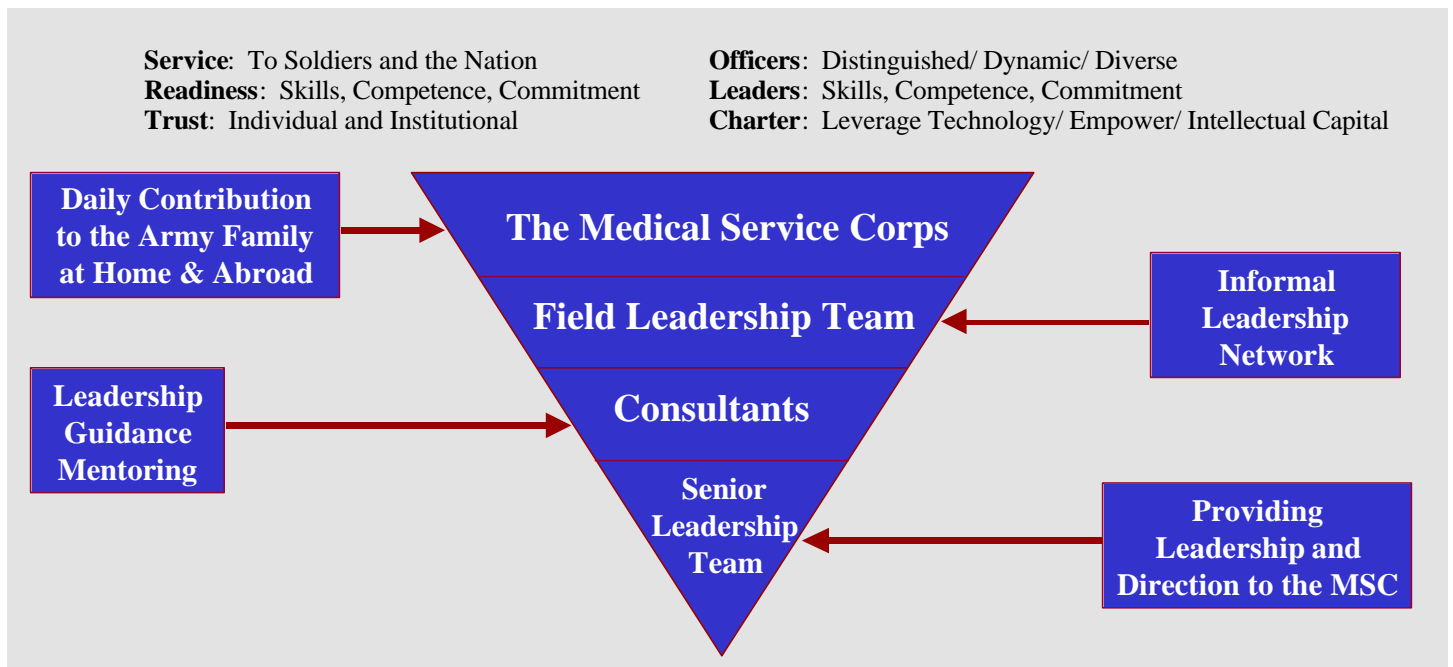 Service: To Soldiers and the Nation
Readiness: Skills, Competence, Commitment
Trust: Individual and Institutional
Officers: Distinguished/ Dynamic/ Diverse
Leaders: Skills, Competence, Commitment
Charter: Leverage Technology/ Empower/ Intellectual Capital
Daily Contribution
to the Army Family
at Home & Abroad
The Medical Service Corps
Field Leadership Team
Informal
Leadership
Network
Leadership
Guidance
Mentoring
Consultants
Senior
Leadership
Team
Providing
Leadership and
Direction to the MSC